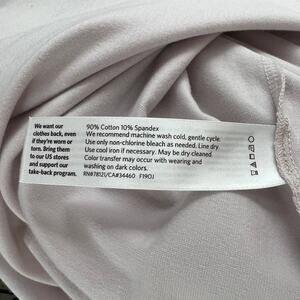 We want our
clothes back, even
if they're worn or
torn. Bring them
to our US stores
and support our
take-back program.
90% Cotton 10% Spandex
We recommend machine wash cold, gentle cycle.
Use only non-chlorine bleach as needed. Line dry.
Use cool iron if necessary. May be dry cleaned.
Color transfer may occur with wearing and
washing on dark colors.
RN#78121/CA#34460 F19OJ